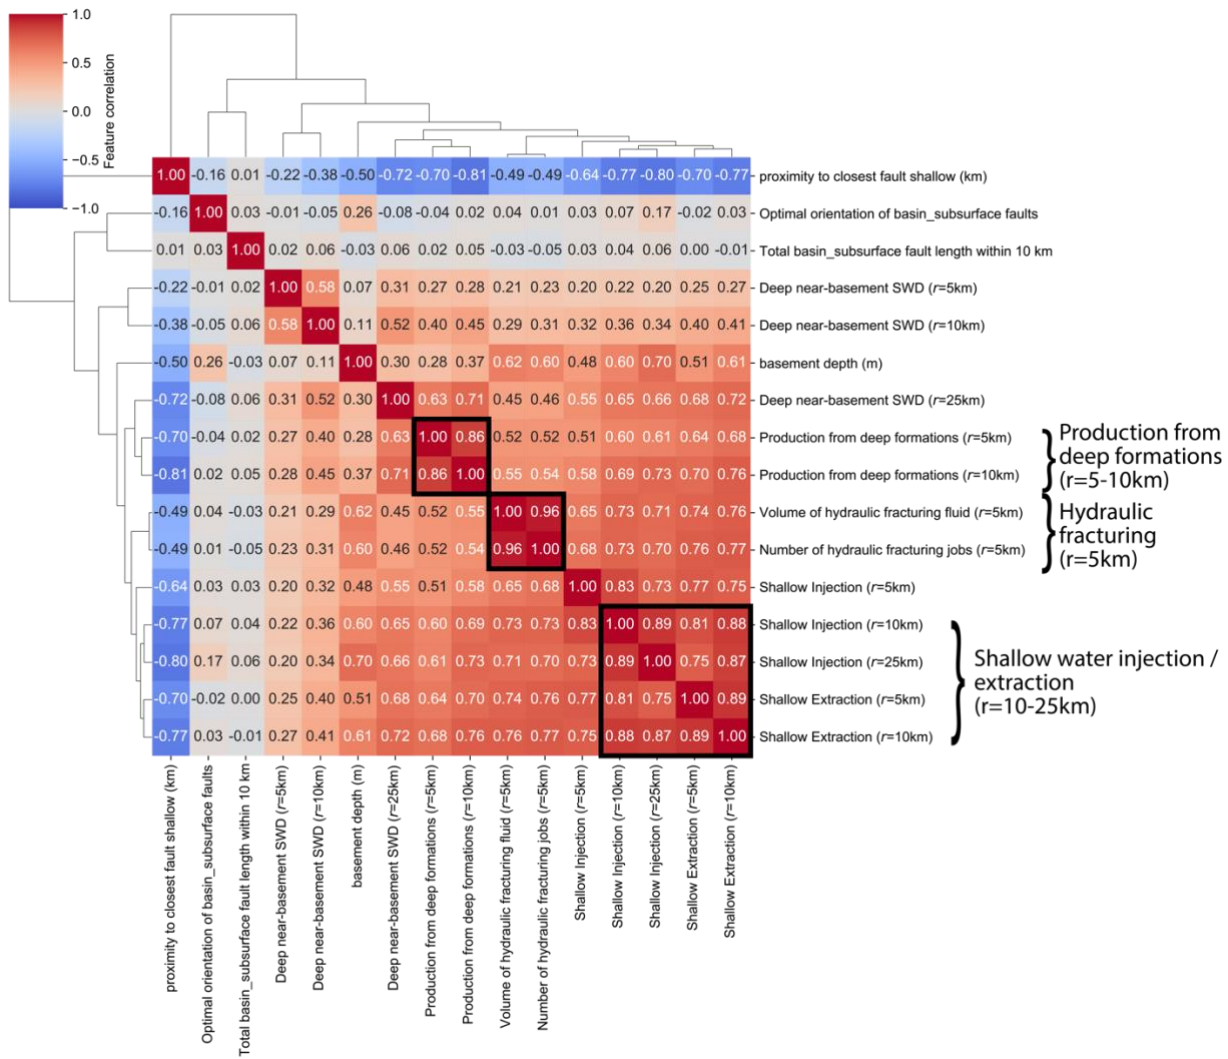 1.0
0.5
0.0
−0.5
−1.0
Feature correlation
1.00 -0.16 0.01 -0.22 -0.38 -0.50 -0.72 -0.70 -0.81 -0.49 -0.49 -0.64 -0.77 -0.80 -0.70 -0.77 proximity to closest fault shallow (km)
-0.16 1.00 0.03 -0.01 -0.05 0.26 -0.08 -0.04 0.02 0.04 0.01 0.03 0.07 0.17 -0.02 0.03 Optimal orientation of basin_subsurface faults
0.01 0.03 1.00 0.02 0.06 -0.03 0.06 0.02 0.05 -0.03 -0.05 0.03 0.04 0.06 0.00 -0.01 Total basin_subsurface fault length within 10 km
-0.22 -0.01 0.02 1.00 0.58 0.07 0.31 0.27 0.28 0.21 0.23 0.20 0.22 0.20 0.25 0.27 Deep near-basement SWD (r=5km)
-0.38 -0.05 0.06 0.58 1.00 0.11 0.52 0.40 0.45 0.29 0.31 0.32 0.36 0.34 0.40 0.41 Deep near-basement SWD (r=10km)
-0.50 0.26 -0.03 0.07 0.11 1.00 0.30 0.28 0.37 0.62 0.60 0.48 0.60 0.70 0.51 0.61 basement depth (m)
-0.72 -0.08 0.06 0.31 0.52 0.30 1.00 0.63 0.71 0.45 0.46 0.55 0.65 0.66 0.68 0.72 Deep near-basement SWD (r=25km)
-0.70 -0.04 0.02 0.27 0.40 0.28 0.63 1.00 0.86 0.52 0.52 0.51 0.60 0.61 0.64 0.68 Production from deep formations (r=5km)
-0.81 0.02 0.05 0.28 0.45 0.37 0.71 0.86 1.00 0.55 0.54 0.58 0.69 0.73 0.70 0.76 Production from deep formations (r=10km)
-0.49 0.04 -0.03 0.21 0.29 0.62 0.45 0.52 0.55 1.00 0.96 0.65 0.73 0.71 0.74 0.76 Volume of hydraulic fracturing fluid (r=5km)
-0.49 0.01 -0.05 0.23 0.31 0.60 0.46 0.52 0.54 0.96 1.00 0.68 0.73 0.70 0.76 0.77 Number of hydraulic fracturing jobs (r=5km)
-0.64 0.03 0.03 0.20 0.32 0.48 0.55 0.51 0.58 0.65 0.68 1.00 0.83 0.73 0.77 0.75 Shallow Injection (r=5km)
-0.77 0.07 0.04 0.22 0.36 0.60 0.65 0.60 0.69 0.73 0.73 0.83 1.00 0.89 0.81 0.88 Shallow Injection (r=10km)
-0.80 0.17 0.06 0.20 0.34 0.70 0.66 0.61 0.73 0.71 0.70 0.73 0.89 1.00 0.75 0.87 Shallow Injection (r=25km)
-0.70 -0.02 0.00 0.25 0.40 0.51 0.68 0.64 0.70 0.74 0.76 0.77 0.81 0.75 1.00 0.89 Shallow Extraction (r=5km)
-0.77 0.03 -0.01 0.27 0.41 0.61 0.72 0.68 0.76 0.76 0.77 0.75 0.88 0.87 0.89 1.00 Shallow Extraction (r=10km)
Production from
deep formations
(r=5-10km)
Hydraulic
fracturing
(r=5km)
Shallow water injection /
extraction
(r=10-25km)
proximity to closest fault shallow (km)
Optimal orientation of basin_subsurface faults
Total basin_subsurface fault length within 10 km
Deep near-basement SWD (r=5km)
Deep near-basement SWD (r=10km)
basement depth (m)
Deep near-basement SWD (r=25km)
Production from deep formations (r=5km)
Production from deep formations (r=10km)
Volume of hydraulic fracturing fluid (r=5km)
Number of hydraulic fracturing jobs (r=5km)
Shallow Injection (r=5km)
Shallow Injection (r=10km)
Shallow Injection (r=25km)
Shallow Extraction (r=5km)
Shallow Extraction (r=10km)